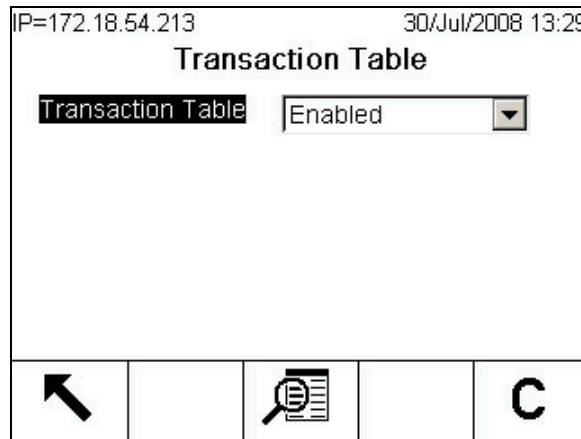 IP=172.18.54.213 30/Jul/2008 13:29
Transaction Table
Transaction Table Enabled
C